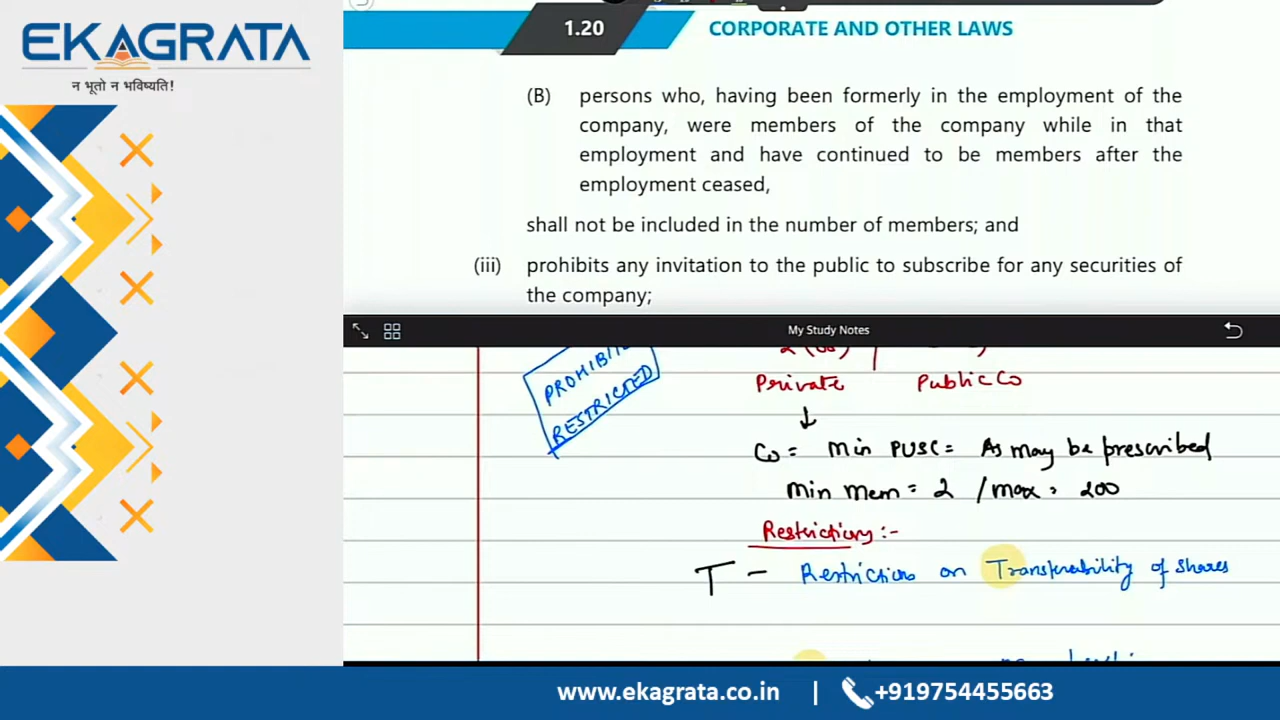 EKAGRATA
न भूतो न भविष्यति!
1.20 CORPORATE AND OTHER LAWS
(B) persons who, having been formerly in the employment of the
company, were members of the company while in that
employment and have continued to be members after the
employment ceased,
shall not be included in the number of members; and
(iii) prohibits any invitation to the public to subscribe for any securities of
the company;
My Study Notes
RESTRICTED
Private Public Co
Co = Min PUSC = As may be prescribed
Min Mem = 2 / Max = 200
Restrictions :-
T - Restrictions on Transferability of shares
www.ekagrata.co.in | +919754455663